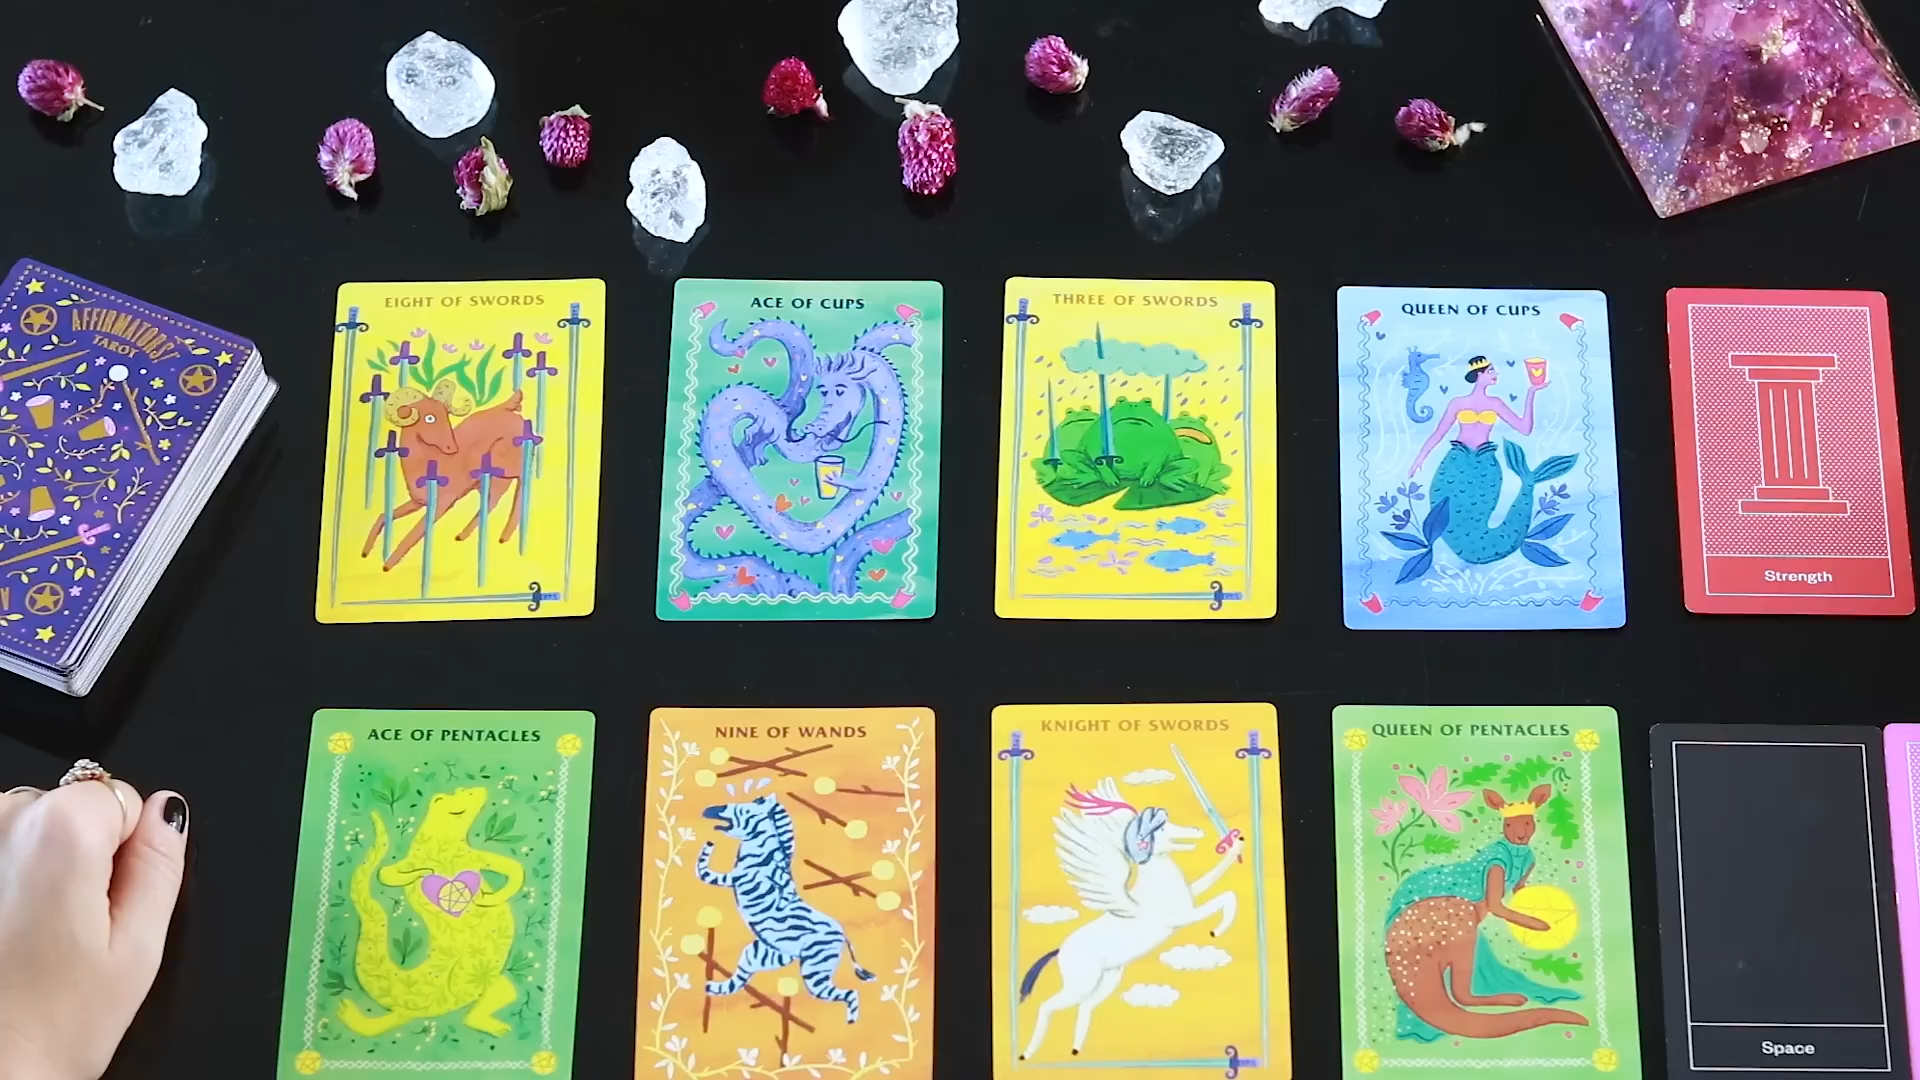 AFFIRMATORS!
TAROT
EIGHT OF SWORDS
ACE OF CUPS
THREE OF SWORDS
QUEEN OF CUPS
Strength
ACE OF PENTACLES
NINE OF WANDS
KNIGHT OF SWORDS
QUEEN OF PENTACLES
Space